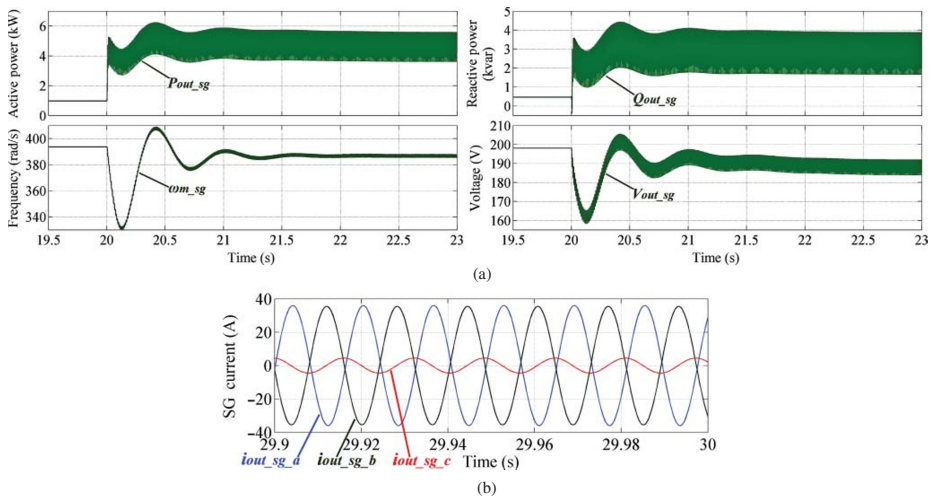 Active power (kW)
6
4
2
0
Pout_sg
Reactive power
(kvar)
5
4
3
2
1
0
Qout_sg
Frequency (rad/s)
400
380
360
340
ωm_sg
19.5 20 20.5 21 21.5 22 22.5 23
Time (s)
Voltage (V)
210
200
190
180
170
160
Vout_sg
19.5 20 20.5 21 21.5 22 22.5 23
Time (s)
(a)
SG current (A)
40
20
0
−20
−40
29.9 29.92 29.94 29.96 29.98 30
iout_sg_a iout_sg_b iout_sg_c Time (s)
(b)